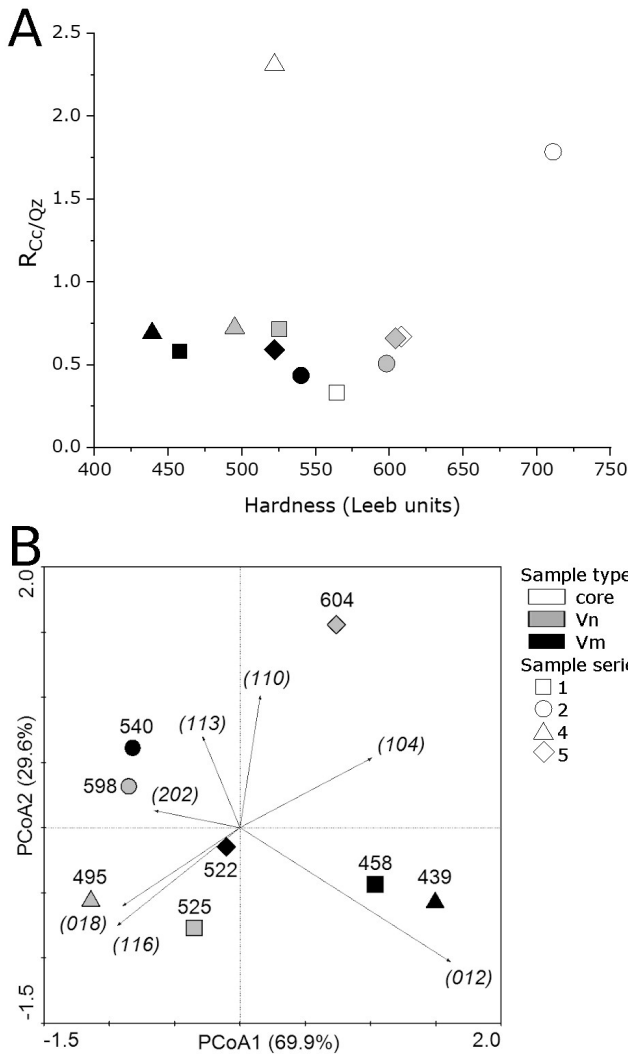 A
2.5
2.0
1.5
1.0
0.5
0.0
R Cc/Qz
400 450 500 550 600 650 700 750
Hardness (Leeb units)
B
2.0
604
(110)
540
(113)
(104)
598
(202)
PCoA2 (29.6%)
522
458
439
495
525
(018)
(116)
(012)
-1.5
-1.5
PCoA1 (69.9%)
2.0
Sample type
core
Vn
Vm
Sample serie
1
2
4
5